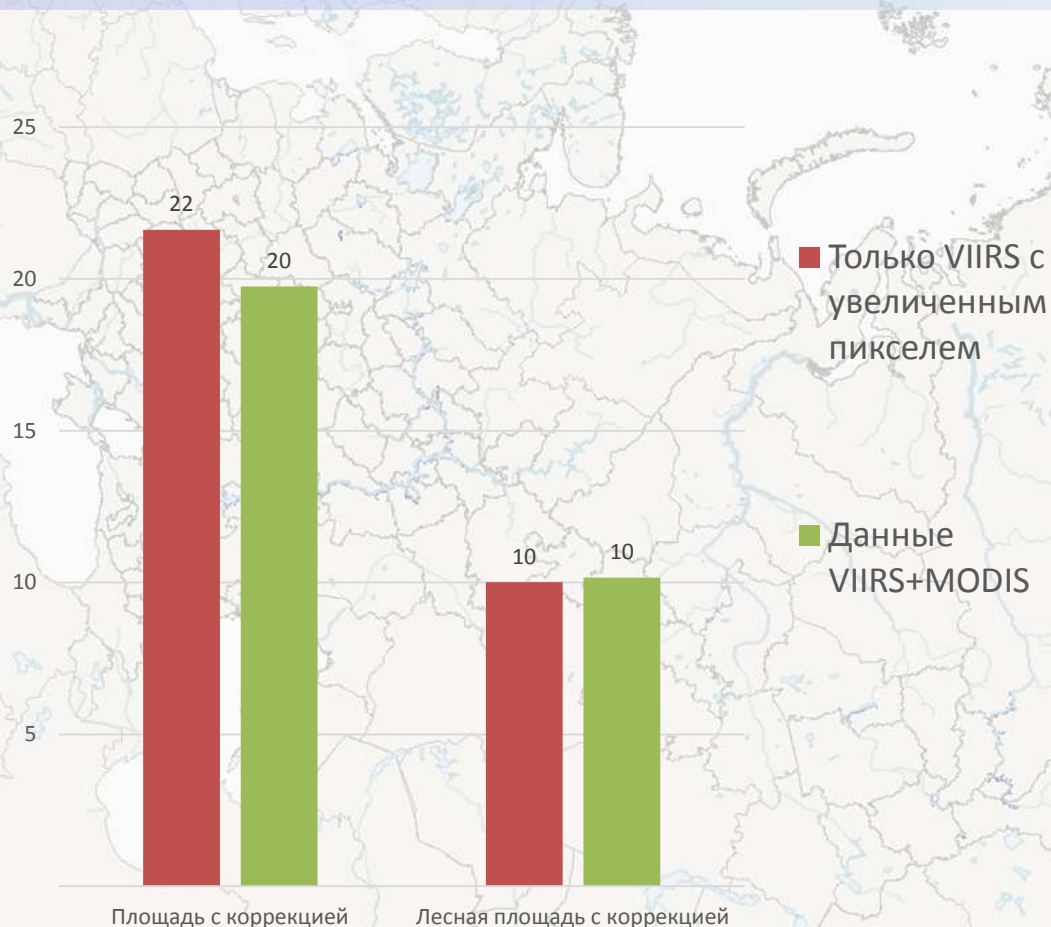 25
22
20
20
Только VIIRS с
увеличенным
пикселем
15
10
10
10
Данные
VIIRS+MODIS
5
Площадь с коррекцией
Лесная площадь с коррекцией